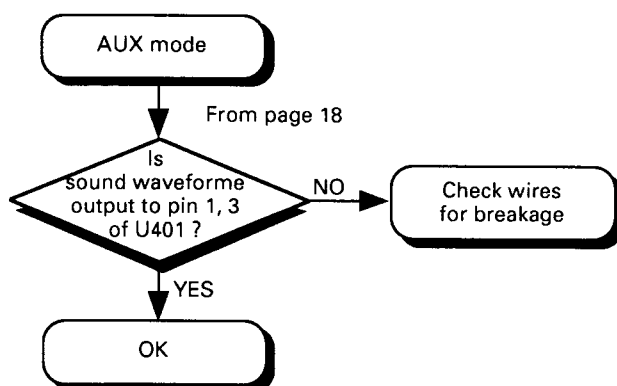 AUX mode
From page 18
Is
sound waveforme
output to pin 1, 3
of U401 ?
NO
Check wires
for breakage
YES
OK